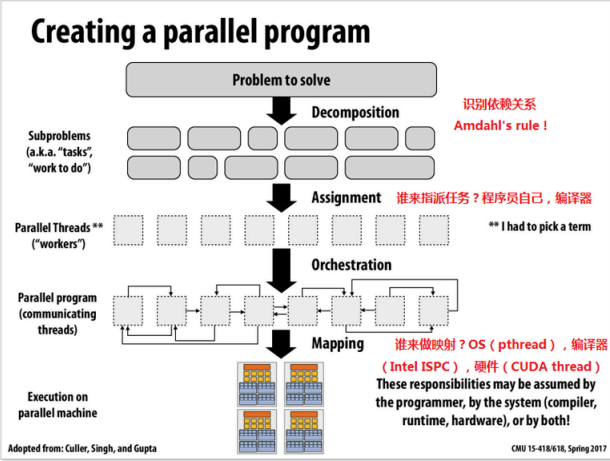 Creating a parallel program
Problem to solve
Decomposition
识别依赖关系
Amdahl's rule！
Subproblems
(a.k.a. “tasks”,
“work to do”)
Assignment
谁来指派任务？程序员自己，编译器
Parallel Threads **
(“workers”)
** I had to pick a term
Orchestration
Parallel program
(communicating
threads)
Mapping
谁来做映射？OS（pthread），编译器
（Intel ISPC），硬件（CUDA thread）
Execution on
parallel machine
These responsibilities may be assumed by
the programmer, by the system (compiler,
runtime, hardware), or by both!
Adopted from: Culler, Singh, and Gupta
CMU 15-418/618, Spring 2017